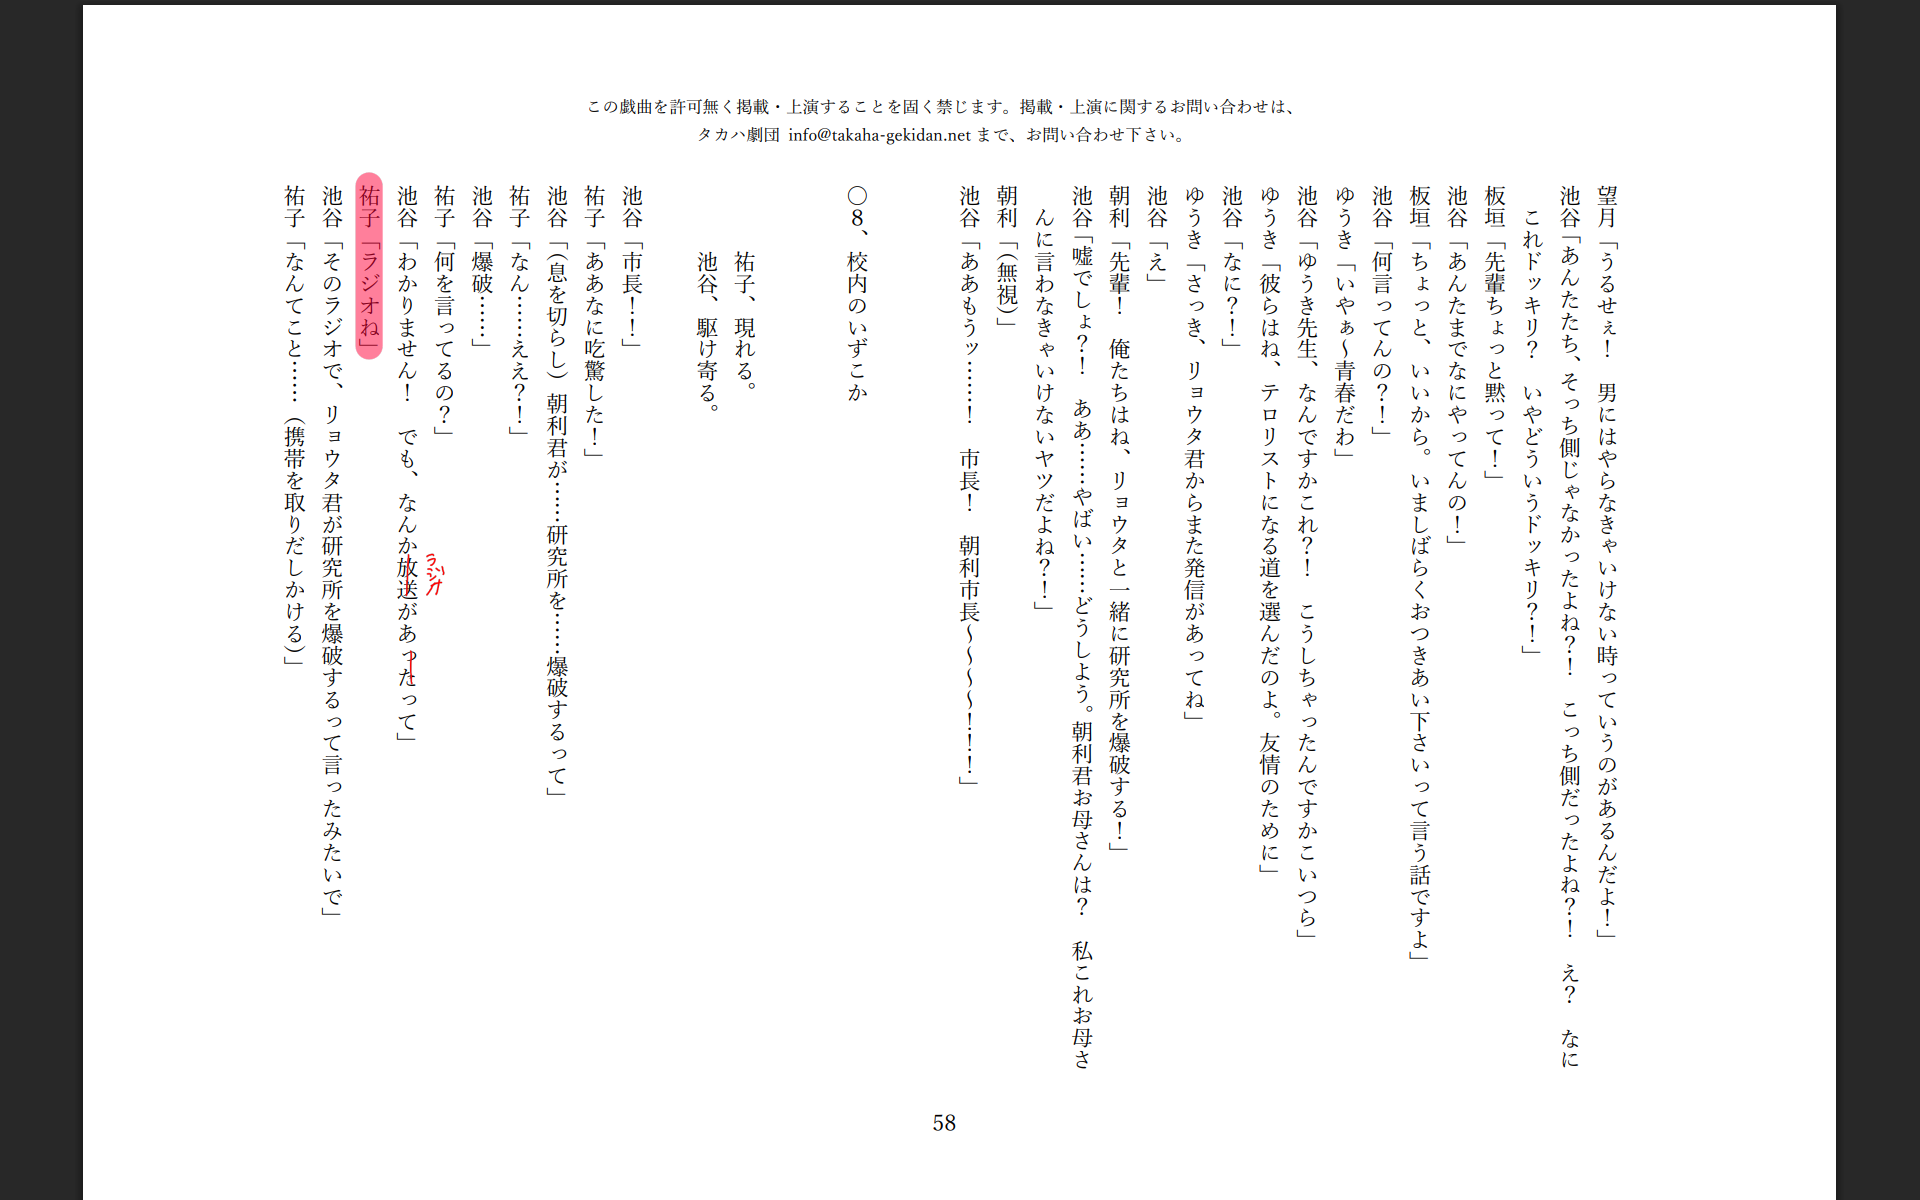 この戯曲を許可無く掲載・上演することを固く禁じます。掲載・上演に関するお問い合わせは、
タカハ劇団 info@takaha-gekidan.net まで、お問い合わせ下さい。
望月「うるせぇ！　男にはやらなきゃいけない時っていうのがあるんだよ！」
池谷「あんたたち、そっち側じゃなかったよね？！　こっち側だったよね？！　え？　なに
これドッキリ？　いやどういうドッキリ？！」
板垣「先輩ちょっと黙って！」
池谷「あんたまでなにやってんの！」
板垣「ちょっと、いいから。いましばらくおつきあい下さいって言う話ですよ」
池谷「何言ってんの？！」
ゆうき「いやぁ～青春だわ」
池谷「ゆうき先生、なんですかこれ？！　こうしちゃったんですかこいつら」
ゆうき「彼らはね、テロリストになる道を選んだのよ。友情のために」
池谷「なに？！」
ゆうき「さっき、リョウタ君からまた発信があってね」
池谷「え」
朝利「先輩！　俺たちはね、リョウタと一緒に研究所を爆破する！」
池谷「嘘でしょ？！　ああ……やばい……どうしよう。朝利君お母さんは？　私これお母さ
んに言わなきゃいけないヤツだよね？！」
朝利「（無視）」
池谷「ああもうッ……！　市長！　朝利市長～～～～！！！」
〇８、校内のいずこか
祐子、現れる。
池谷、駆け寄る。
池谷「市長！！」
祐子「ああなに吃驚した！」
池谷「（息を切らし）朝利君が……研究所を……爆破するって」
祐子「なん……ええ？！」
池谷「爆破……」
祐子「何を言ってるの？」
ラジオ
池谷「わかりません！　でも、なんか放送があったって」
祐子「ラジオね」
池谷「そのラジオで、リョウタ君が研究所を爆破するって言ったみたいで」
祐子「なんてこと……（携帯を取りだしかける）」
58